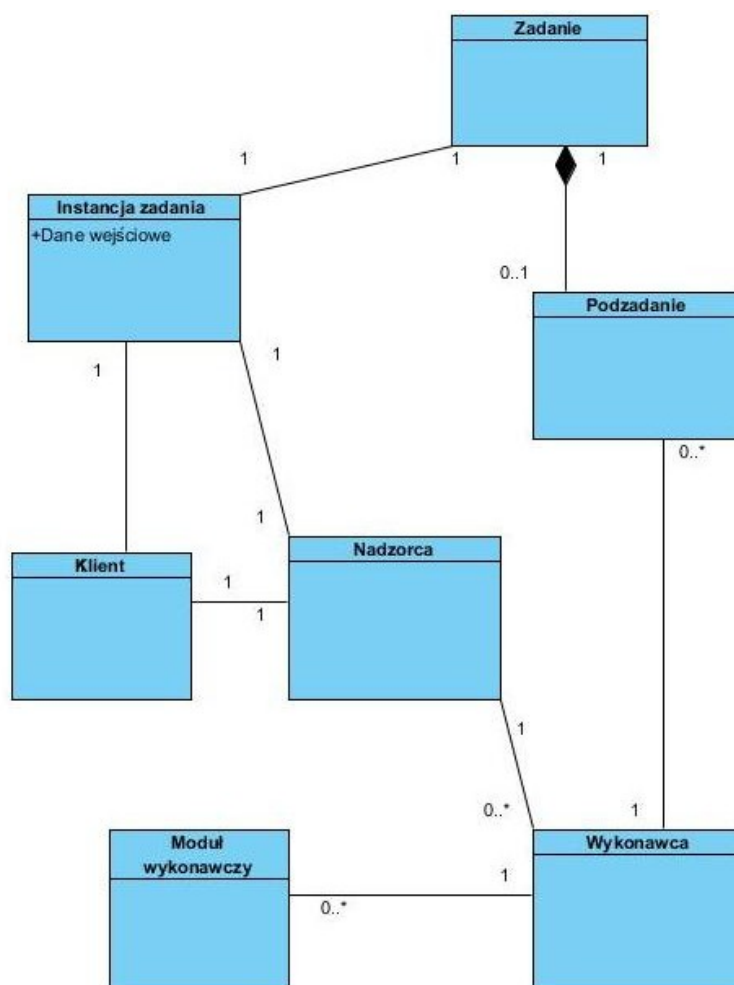 Zadanie
1
1
1
Instancja zadania
+Dane wejściowe
0..1
Podzadanie
1
1
0..*
1
Nadzorca
Klient
1
1
1
0..*
1
Moduł
wykonawczy
Wykonawca
1
0..*